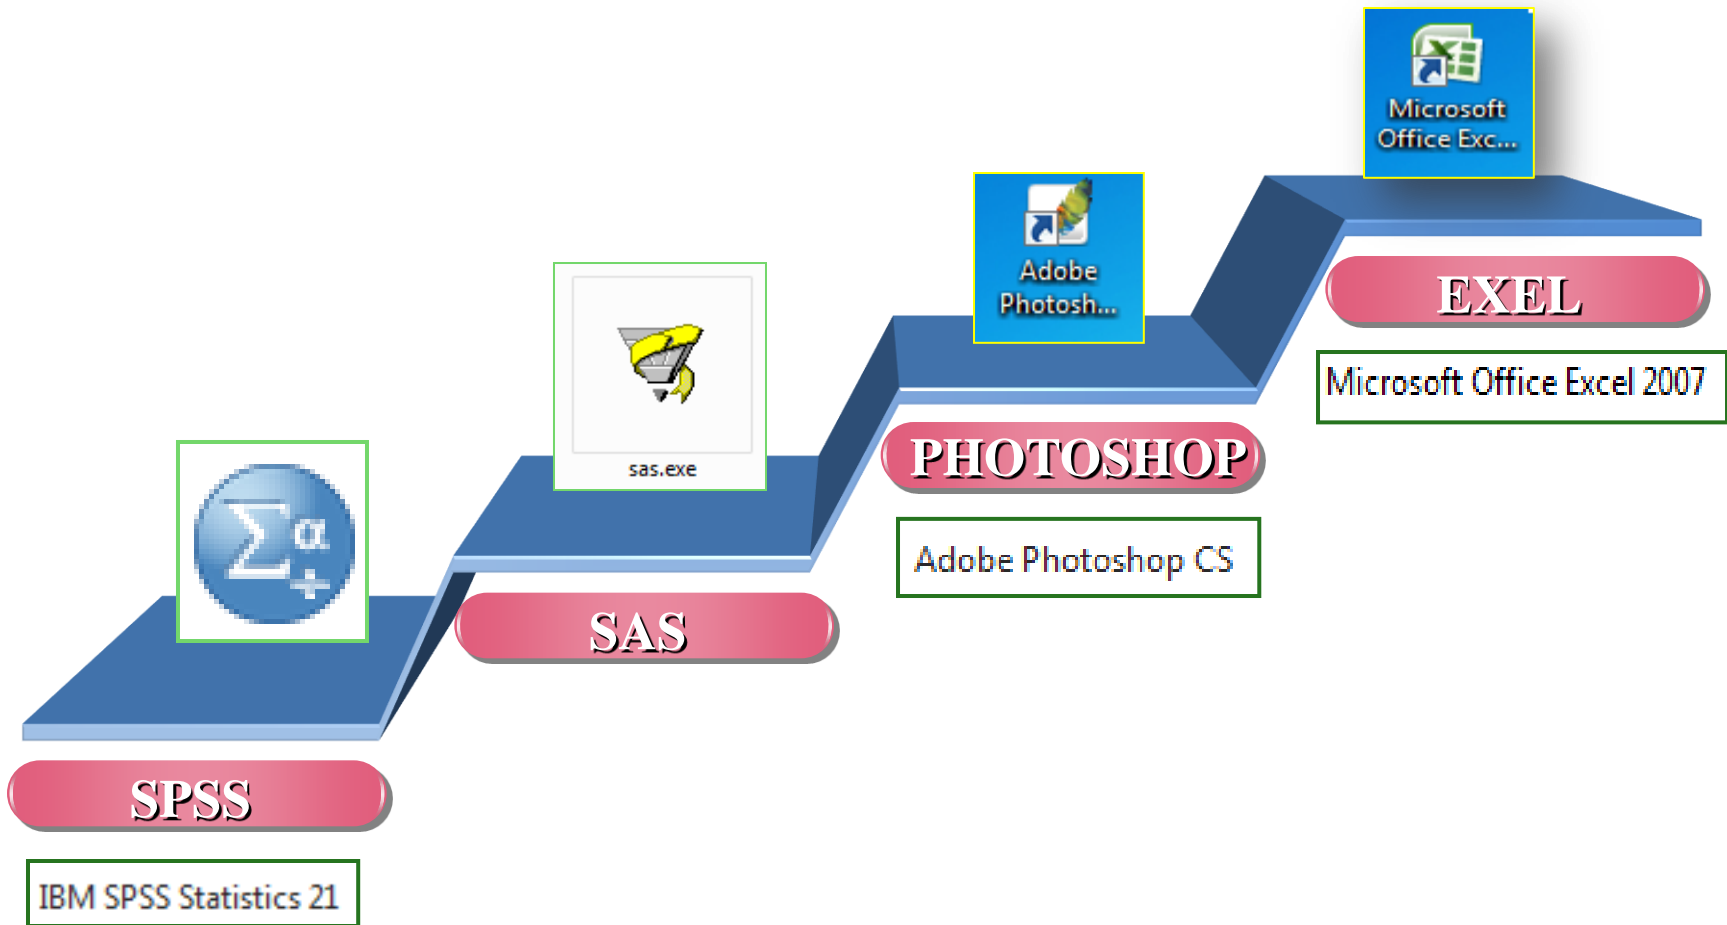 Microsoft
Office Exc...
EXEL
Microsoft Office Excel 2007
Adobe
Photosh...
PHOTOSHOP
Adobe Photoshop CS
sas.exe
SAS
Σα
+
SPSS
IBM SPSS Statistics 21